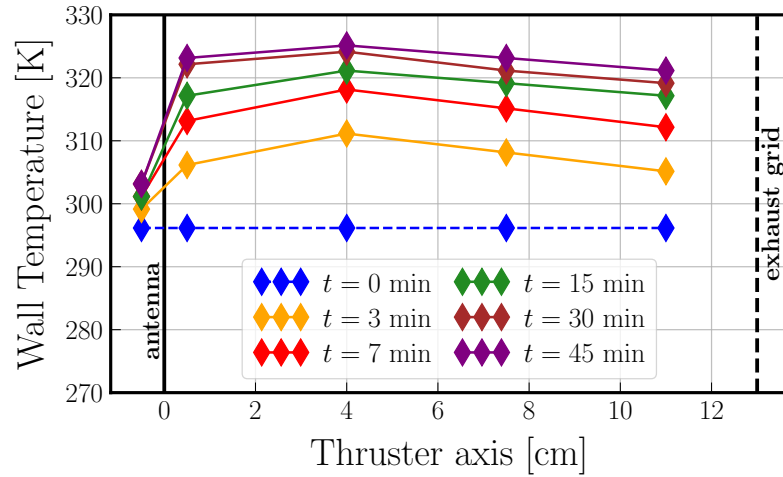 330
320
310
300
290
280
270
Wall Temperature [K]
antenna
exhaust grid
t = 0 min
t = 3 min
t = 7 min
t = 15 min
t = 30 min
t = 45 min
0 2 4 6 8 10 12
Thruster axis [cm]